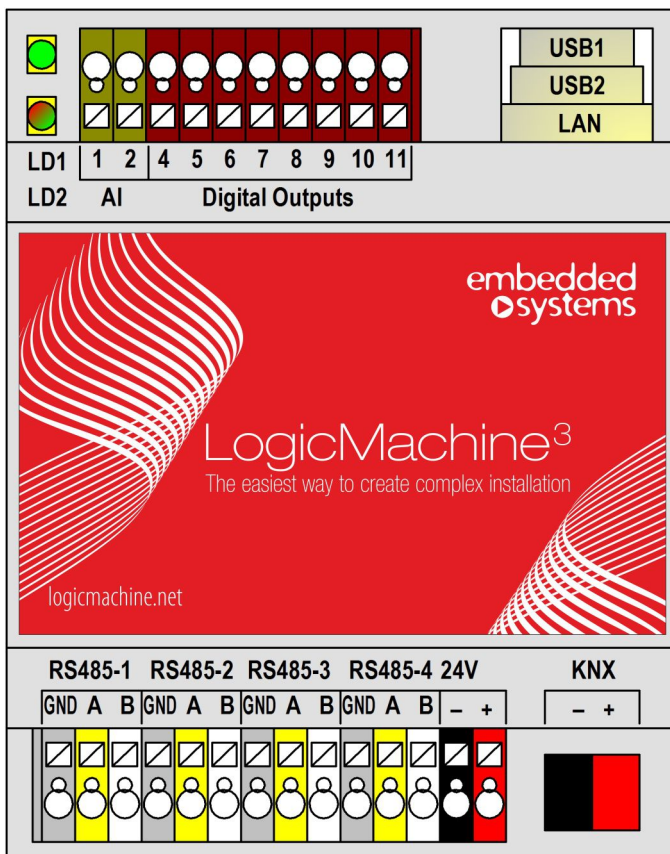 USB1
USB2
LAN
LD1 1 2 4 5 6 7 8 9 10 11
LD2 AI Digital Outputs
embedded
systems
LogicMachine³
The easiest way to create complex installation
logicmachine.net
RS485-1 RS485-2 RS485-3 RS485-4 24V KNX
GND A B GND A B GND A B GND A B – + – +